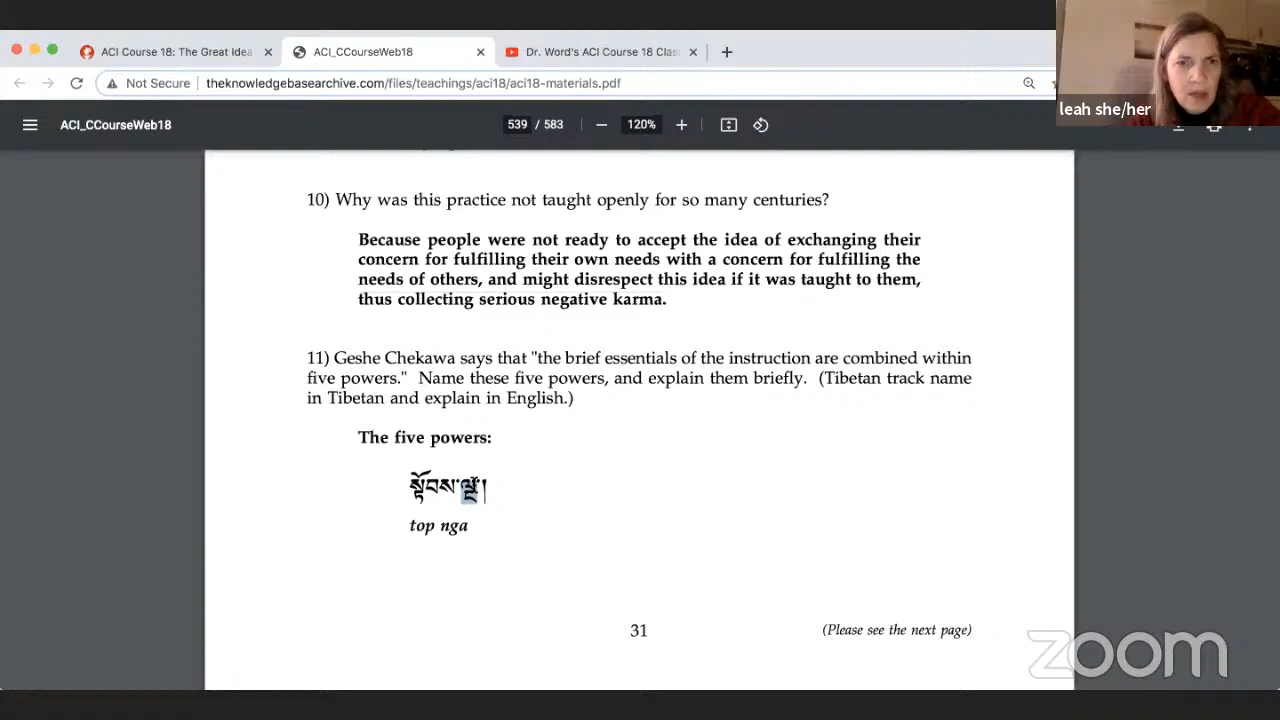 ACI Course 18: The Great Idea
ACI_CCourseWeb18
Dr. Word's ACI Course 18 Clas
Not Secure
theknowledgebasearchive.com/files/teachings/aci18/aci18-materials.pdf
ACI_CCourseWeb18
539 / 583
120%
leah she/her
10) Why was this practice not taught openly for so many centuries?
Because people were not ready to accept the idea of exchanging their
concern for fulfilling their own needs with a concern for fulfilling the
needs of others, and might disrespect this idea if it was taught to them,
thus collecting serious negative karma.
11) Geshe Chekawa says that "the brief essentials of the instruction are combined within
five powers." Name these five powers, and explain them briefly. (Tibetan track name
in Tibetan and explain in English.)
The five powers:
སྟོབས་ལྔ།
top nga
31
(Please see the next page)
zoom